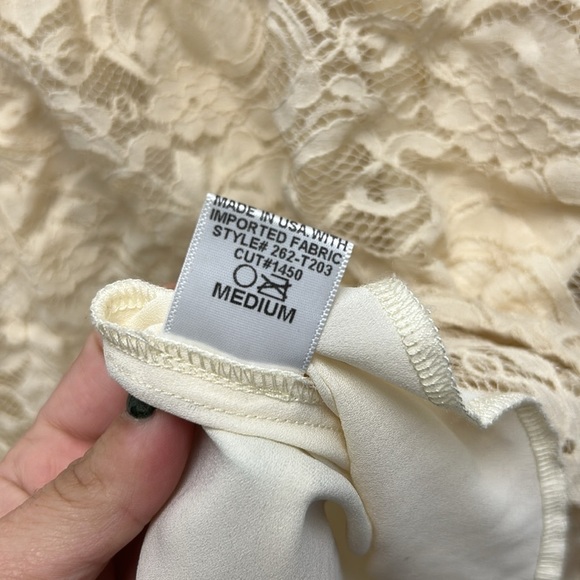 MADE IN USA WITH
IMPORTED FABRIC
STYLE# 262-T203
CUT#1450
MEDIUM